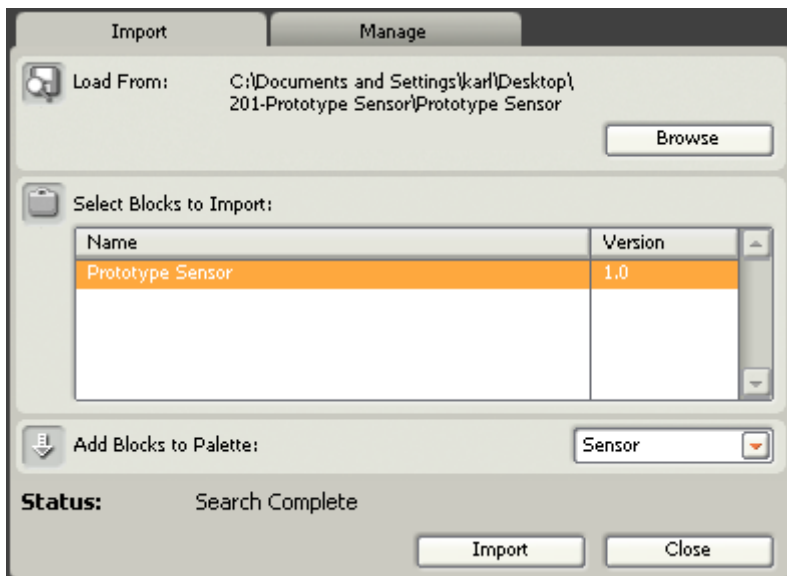 Import Manage
Load From: C:\Documents and Settings\karl\Desktop\
201-Prototype Sensor\Prototype Sensor
Browse
Select Blocks to Import:
Name Version
Prototype Sensor 1.0
Add Blocks to Palette: Sensor
Status: Search Complete
Import Close